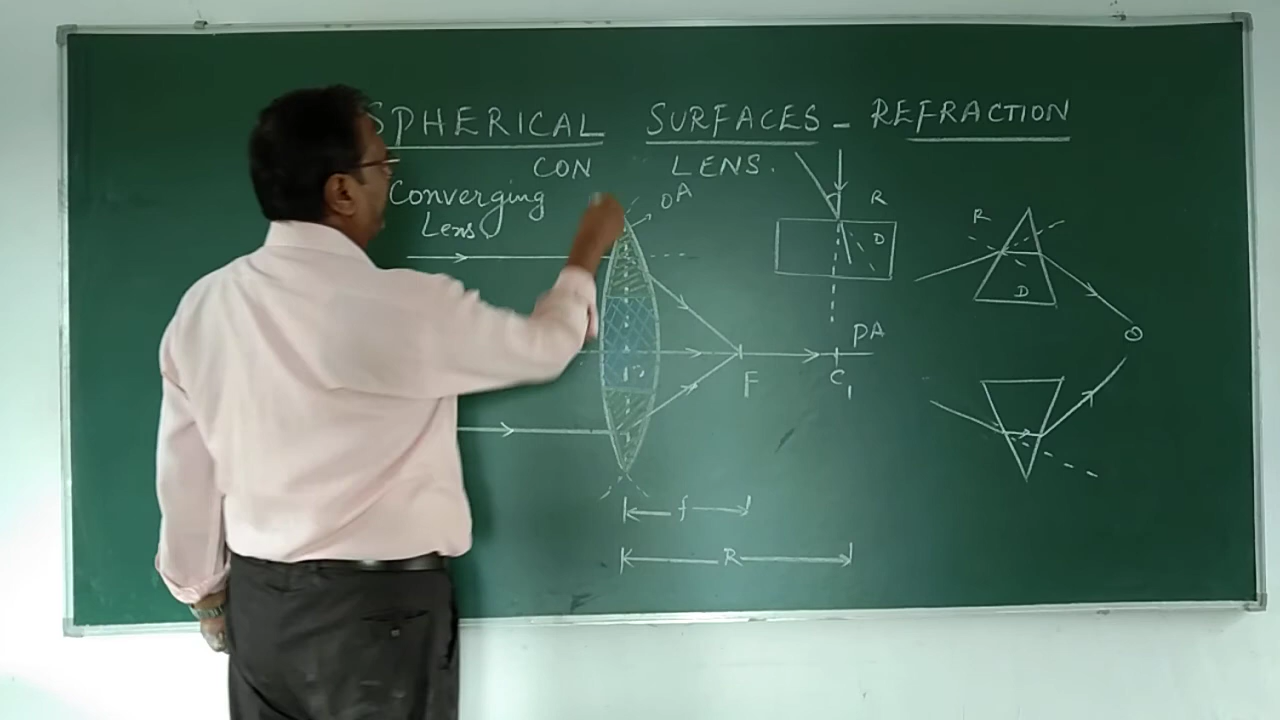 SPHERICAL SURFACES - REFRACTION
CON LENS.
Converging
Lens
OA
R
D
R
D
PA
F
C1
O
f
R